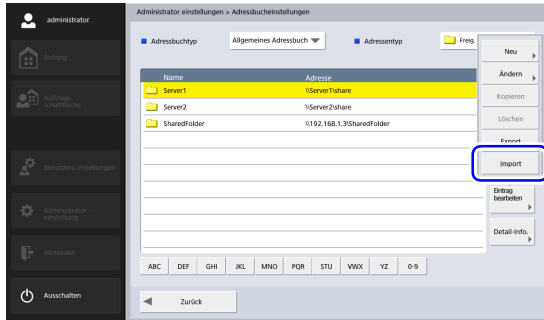 administrator
Administrator einstellungen > Adressbucheinstellungen
Adressbuchtyp
Allgemeines Adressbuch
Adressentyp
Freig.
Neu
Ändern
Kopieren
Löschen
Export
Import
Eintrag
bearbeiten
Detail-Info.
Name Adresse
Server1 \\Server1\share
Server2 \\Server2\share
SharedFolder \\192.168.1.3\SharedFolder
ABC DEF GHI JKL MNO PQR STU VWX YZ 0-9
Zurück
Anfang
Auftrags-
schaltfläche
Benutzere instellungen
Administrator -
einstellung
Abmelden
Ausschalten